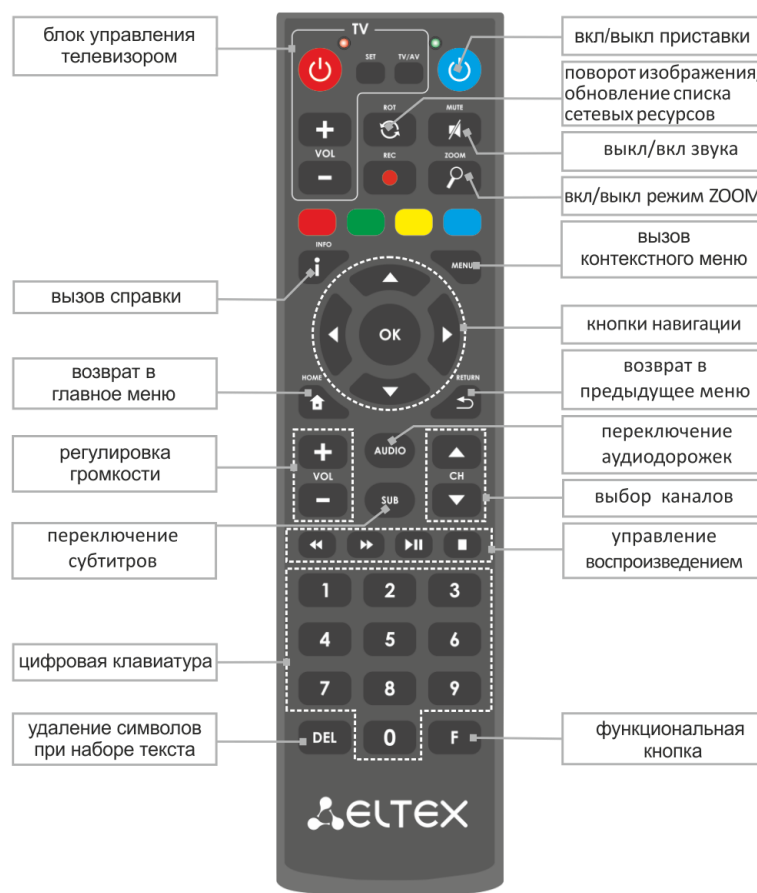 TV
блок управления
телевизором
SET
TV/AV
вкл/выкл приставки
поворот изображения,
обновление списка
сетевых ресурсов
ROT
MUTE
VOL
выкл/вкл звука
REC
ZOOM
вкл/выкл режим ZOOM
INFO
i
MENU
вызов
контекстного меню
вызов справки
OK
кнопки навигации
возврат в
главное меню
HOME
RETURN
возврат в
предыдущее меню
регулировка
громкости
VOL
AUDIO
CH
переключение
аудиодорожек
SUB
выбор каналов
переключение
субтитров
управление
воспроизведением
1 2 3
4 5 6
цифровая клавиатура
7 8 9
удаление символов
при наборе текста
DEL 0 F
функциональная
кнопка
ELTEX